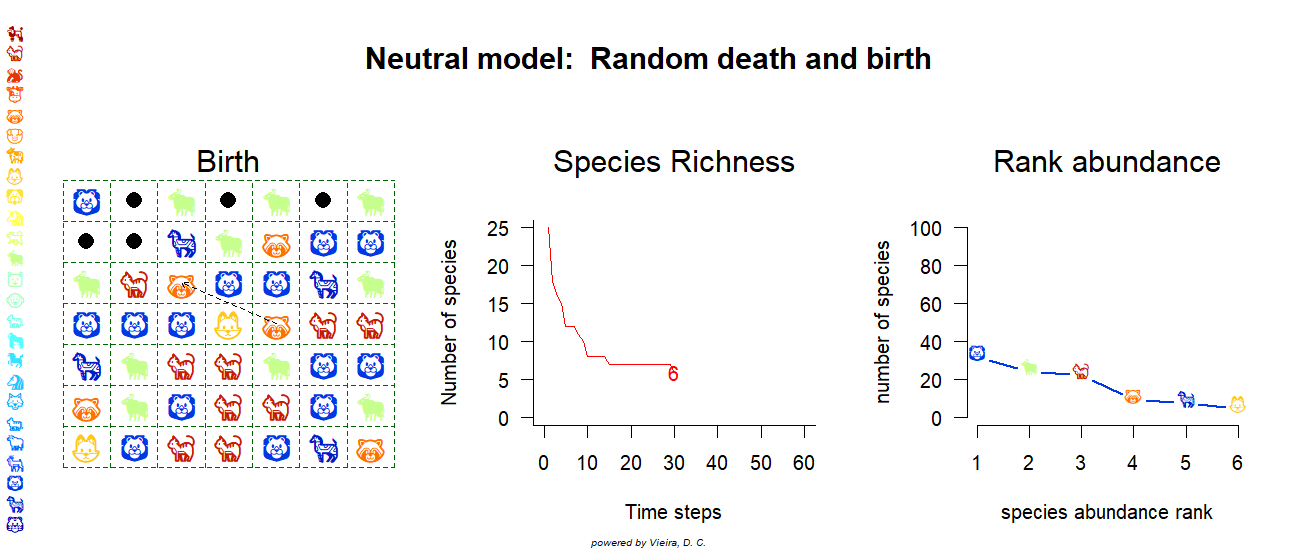 Neutral model:  Random death and birth
Birth
Species Richness
Rank abundance
Number of species
25
20
15
10
5
0
6
0 10 20 30 40 50 60
Time steps
number of species
100
80
60
40
20
0
1 2 3 4 5 6
species abundance rank
powered by Vieira, D. C.